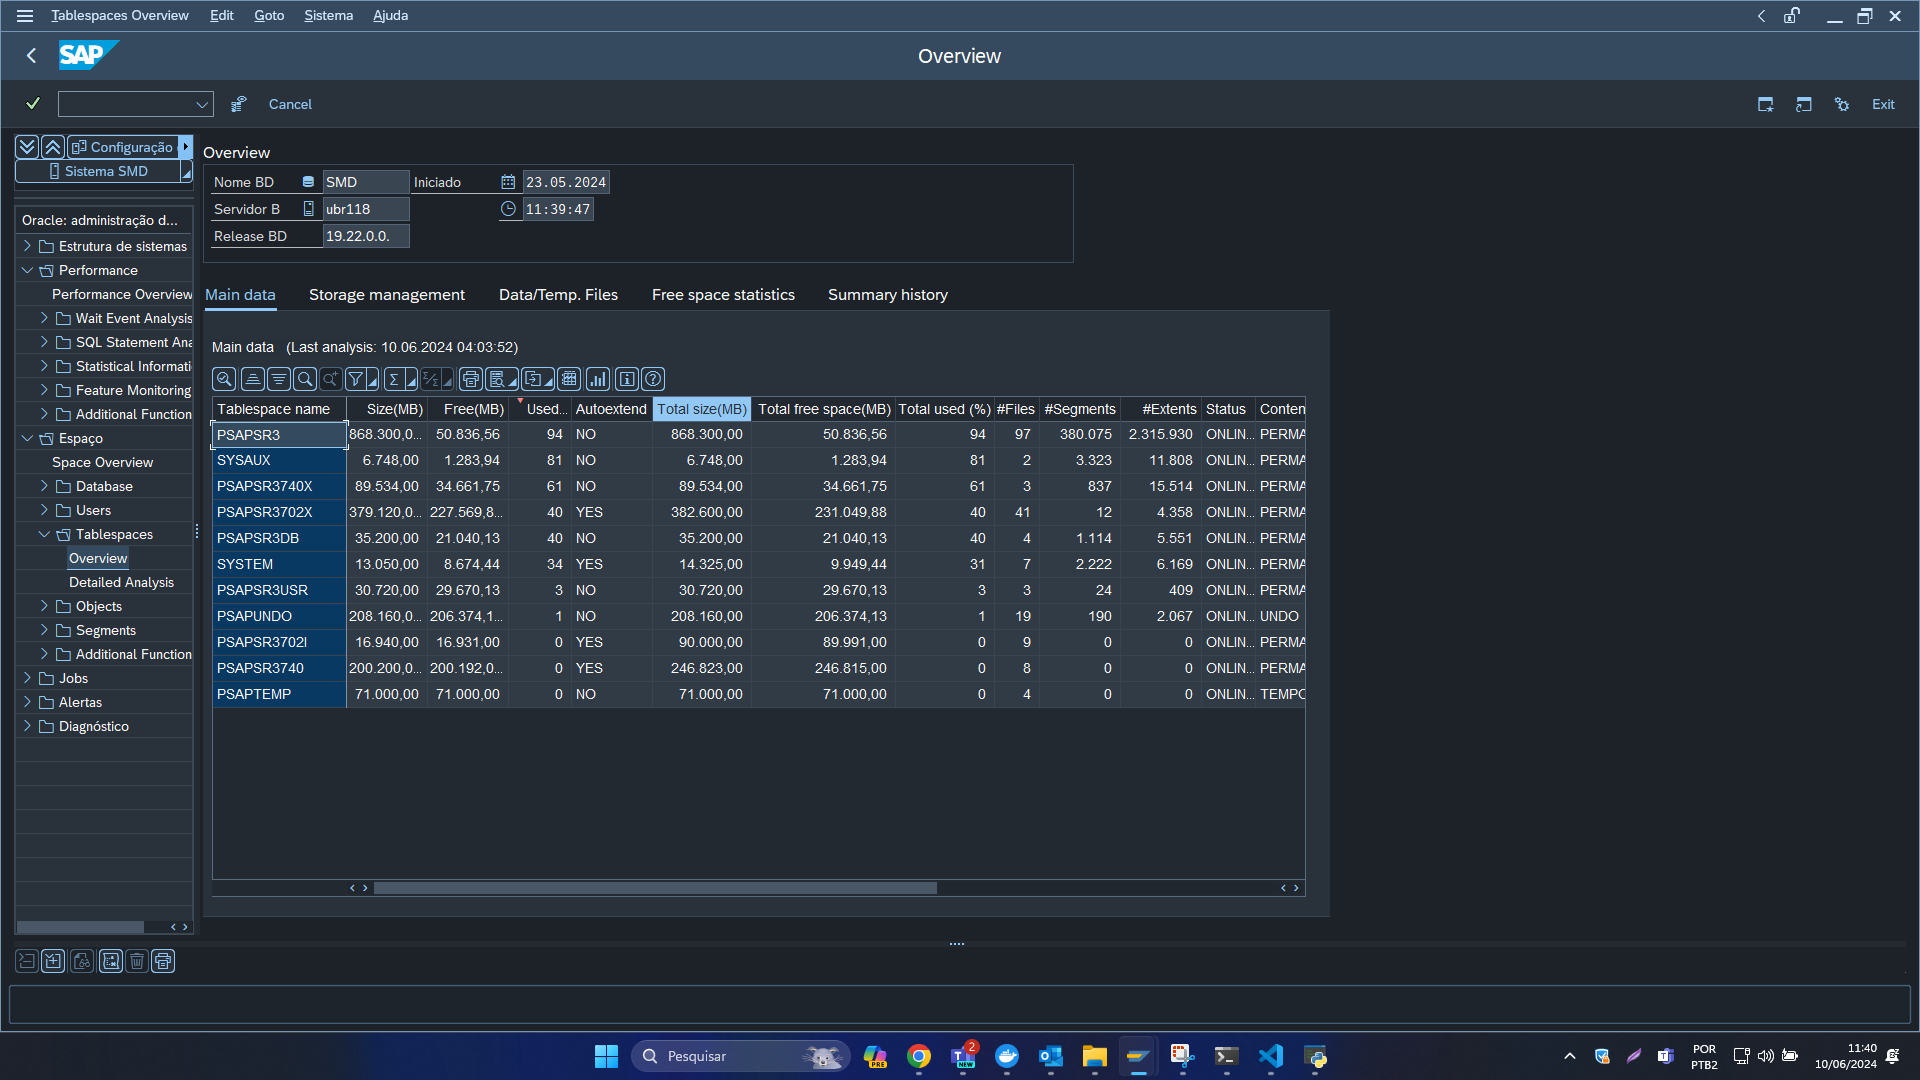 Tablespaces Overview Edit Goto Sistema Ajuda
SAP Overview
Cancel Exit
Configuração
Sistema SMD
Oracle: administração d...
Estrutura de sistemas
Performance
Performance Overview
Wait Event Analysis
SQL Statement Ana
Statistical Informati
Feature Monitoring
Additional Function
Espaço
Space Overview
Database
Users
Tablespaces
Overview
Detailed Analysis
Objects
Segments
Additional Function
Jobs
Alertas
Diagnóstico
Overview
Nome BD SMD Iniciado 23.05.2024
Servidor B ubr118 11:39:47
Release BD 19.22.0.0.
Main data Storage management Data/Temp. Files Free space statistics Summary history
Main data (Last analysis: 10.06.2024 04:03:52)
Tablespace name Size(MB) Free(MB) Used... Autoextend Total size(MB) Total free space(MB) Total used (%) #Files #Segments #Extents Status Conten
PSAPSR3 868.300,0... 50.836,56 94 NO 868.300,00 50.836,56 94 97 380.075 2.315.930 ONLIN... PERMA
SYSAUX 6.748,00 1.283,94 81 NO 6.748,00 1.283,94 81 2 3.323 11.808 ONLIN... PERMA
PSAPSR3740X 89.534,00 34.661,75 61 NO 89.534,00 34.661,75 61 3 837 15.514 ONLIN... PERMA
PSAPSR3702X 379.120,0... 227.569,8... 40 YES 382.600,00 231.049,88 40 41 12 4.358 ONLIN... PERMA
PSAPSR3DB 35.200,00 21.040,13 40 NO 35.200,00 21.040,13 40 4 1.114 5.551 ONLIN... PERMA
SYSTEM 13.050,00 8.674,44 34 YES 14.325,00 9.949,44 31 7 2.222 6.169 ONLIN... PERMA
PSAPSR3USR 30.720,00 29.670,13 3 NO 30.720,00 29.670,13 3 3 24 409 ONLIN... PERMA
PSAPUNDO 208.160,0... 206.374,1... 1 NO 208.160,00 206.374,13 1 19 190 2.067 ONLIN... UNDO
PSAPSR3702I 16.940,00 16.931,00 0 YES 90.000,00 89.991,00 0 9 0 0 ONLIN... PERMA
PSAPSR3740 200.200,0... 200.192,0... 0 YES 246.823,00 246.815,00 0 8 0 0 ONLIN... PERMA
PSAPTEMP 71.000,00 71.000,00 0 NO 71.000,00 71.000,00 0 4 0 0 ONLIN... TEMPO
Pesquisar PRE 2 NEW POR PTB2 11:40 10/06/2024